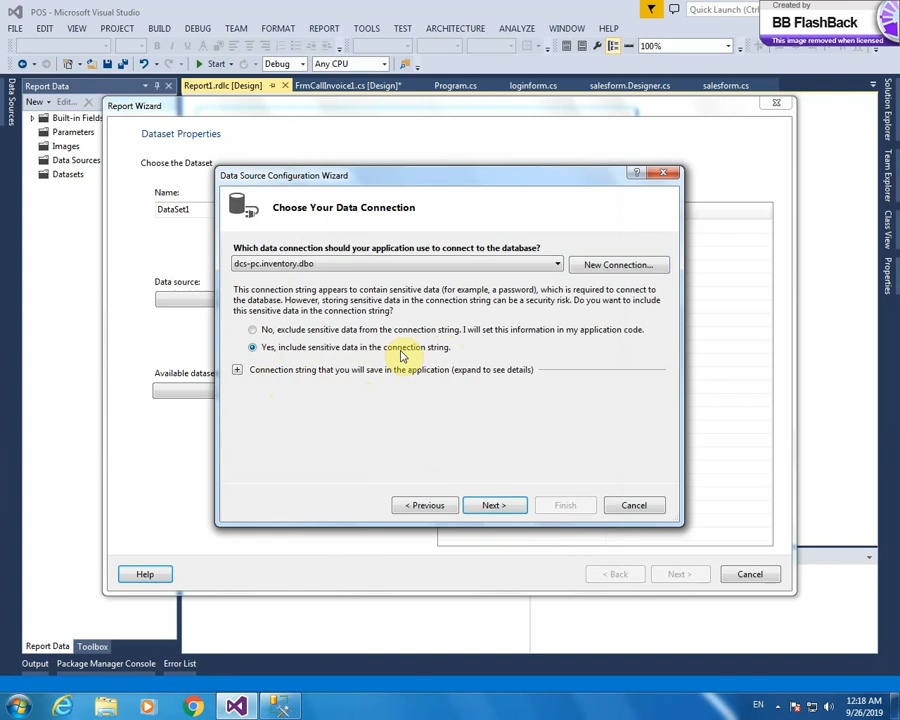 POS - Microsoft Visual Studio
Quick Launch
Created by
BB FlashBack
This image removed when licensed
FILE EDIT VIEW PROJECT BUILD DEBUG TEAM FORMAT REPORT TOOLS TEST ARCHITECTURE ANALYZE WINDOW HELP
100%
Start Debug Any CPU
Data Sources
Report Data
Report1.rdlc [Design]
FrmCallInvoice1.cs [Design]*
Program.cs
loginform.cs
salesform.Designer.cs
salesform.cs
New Edit...
Built-in Fields
Parameters
Images
Data Sources
Datasets
Solution Explorer
Team Explorer
Class View
Properties
Report Wizard
Dataset Properties
Choose the Dataset
Name:
DataSet1
Data source:
Available datase
Data Source Configuration Wizard
?
Choose Your Data Connection
Which data connection should your application use to connect to the database?
dcs-pc.inventory.dbo
New Connection...
This connection string appears to contain sensitive data (for example, a password), which is required to connect to
the database. However, storing sensitive data in the connection string can be a security risk. Do you want to include
this sensitive data in the connection string?
No, exclude sensitive data from the connection string. I will set this information in my application code.
Yes, include sensitive data in the connection string.
Connection string that you will save in the application (expand to see details)
< Previous
Next >
Finish
Cancel
Help
< Back
Next >
Cancel
Report Data
Toolbox
Output Package Manager Console Error List
EN
12:18 AM
9/26/2019